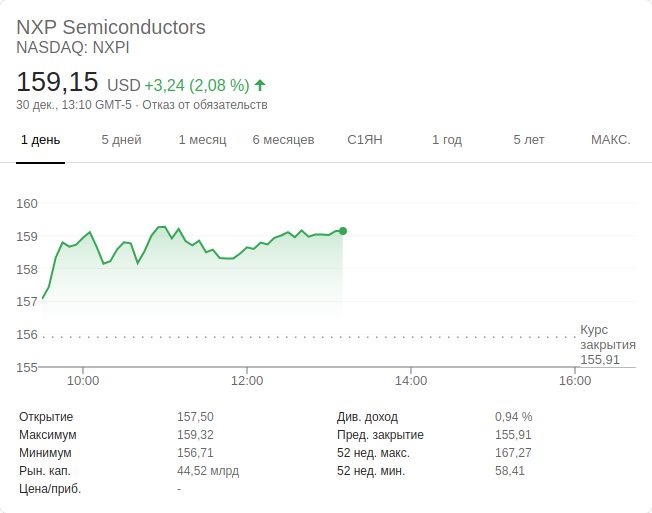 NXP Semiconductors
NASDAQ: NXPI
159,15 USD +3,24 (2,08 %)
30 дек., 13:10 GMT-5 · Отказ от обязательств
1 день 5 дней 1 месяц 6 месяцев С1ЯН 1 год 5 лет МАКС.
160
159
158
157
156
155
Курс
закрытия
155,91
10:00 12:00 14:00 16:00
Открытие 157,50 Див. доход 0,94 %
Максимум 159,32 Пред. закрытие 155,91
Минимум 156,71 52 нед. макс. 167,27
Рын. кап. 44,52 млрд 52 нед. мин. 58,41
Цена/приб. -